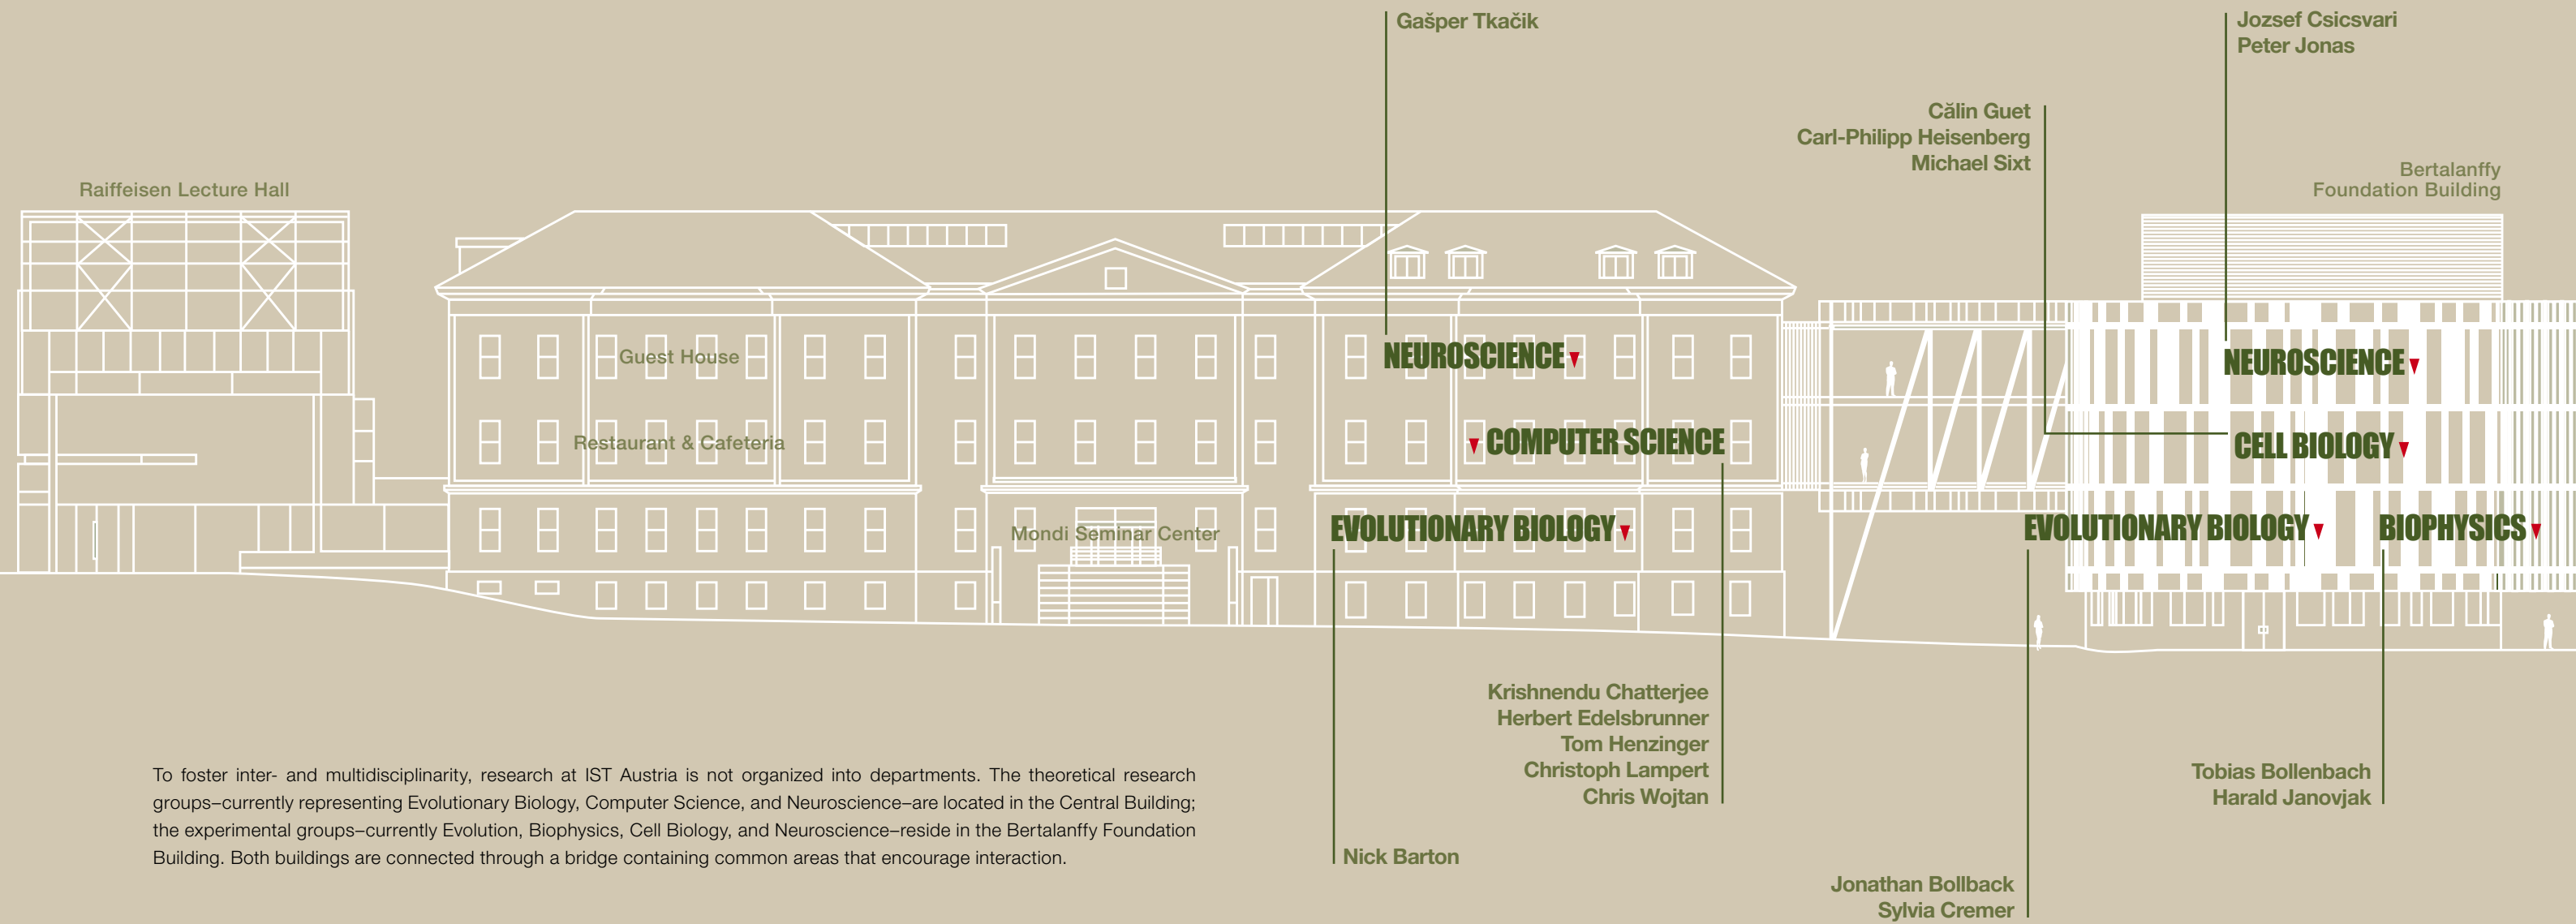 Gašper Tkačik
Jozsef Csicsvari
Peter Jonas
Călin Guet
Carl-Philipp Heisenberg
Michael Sixt
Bertalanffy
Foundation Building
Raiffeisen Lecture Hall
Guest House
NEUROSCIENCE
NEUROSCIENCE
Restaurant & Cafeteria
COMPUTER SCIENCE
CELL BIOLOGY
Mondi Seminar Center
EVOLUTIONARY BIOLOGY
EVOLUTIONARY BIOLOGY
BIOPHYSICS
Krishnendu Chatterjee
Herbert Edelsbrunner
Tom Henzinger
Christoph Lampert
Chris Wojtan
Tobias Bollenbach
Harald Janovjak
To foster inter- and multidisciplinarity, research at IST Austria is not organized into departments. The theoretical research
groups–currently representing Evolutionary Biology, Computer Science, and Neuroscience–are located in the Central Building;
the experimental groups–currently Evolution, Biophysics, Cell Biology, and Neuroscience–reside in the Bertalanffy Foundation
Building. Both buildings are connected through a bridge containing common areas that encourage interaction.
Nick Barton
Jonathan Bollback
Sylvia Cremer